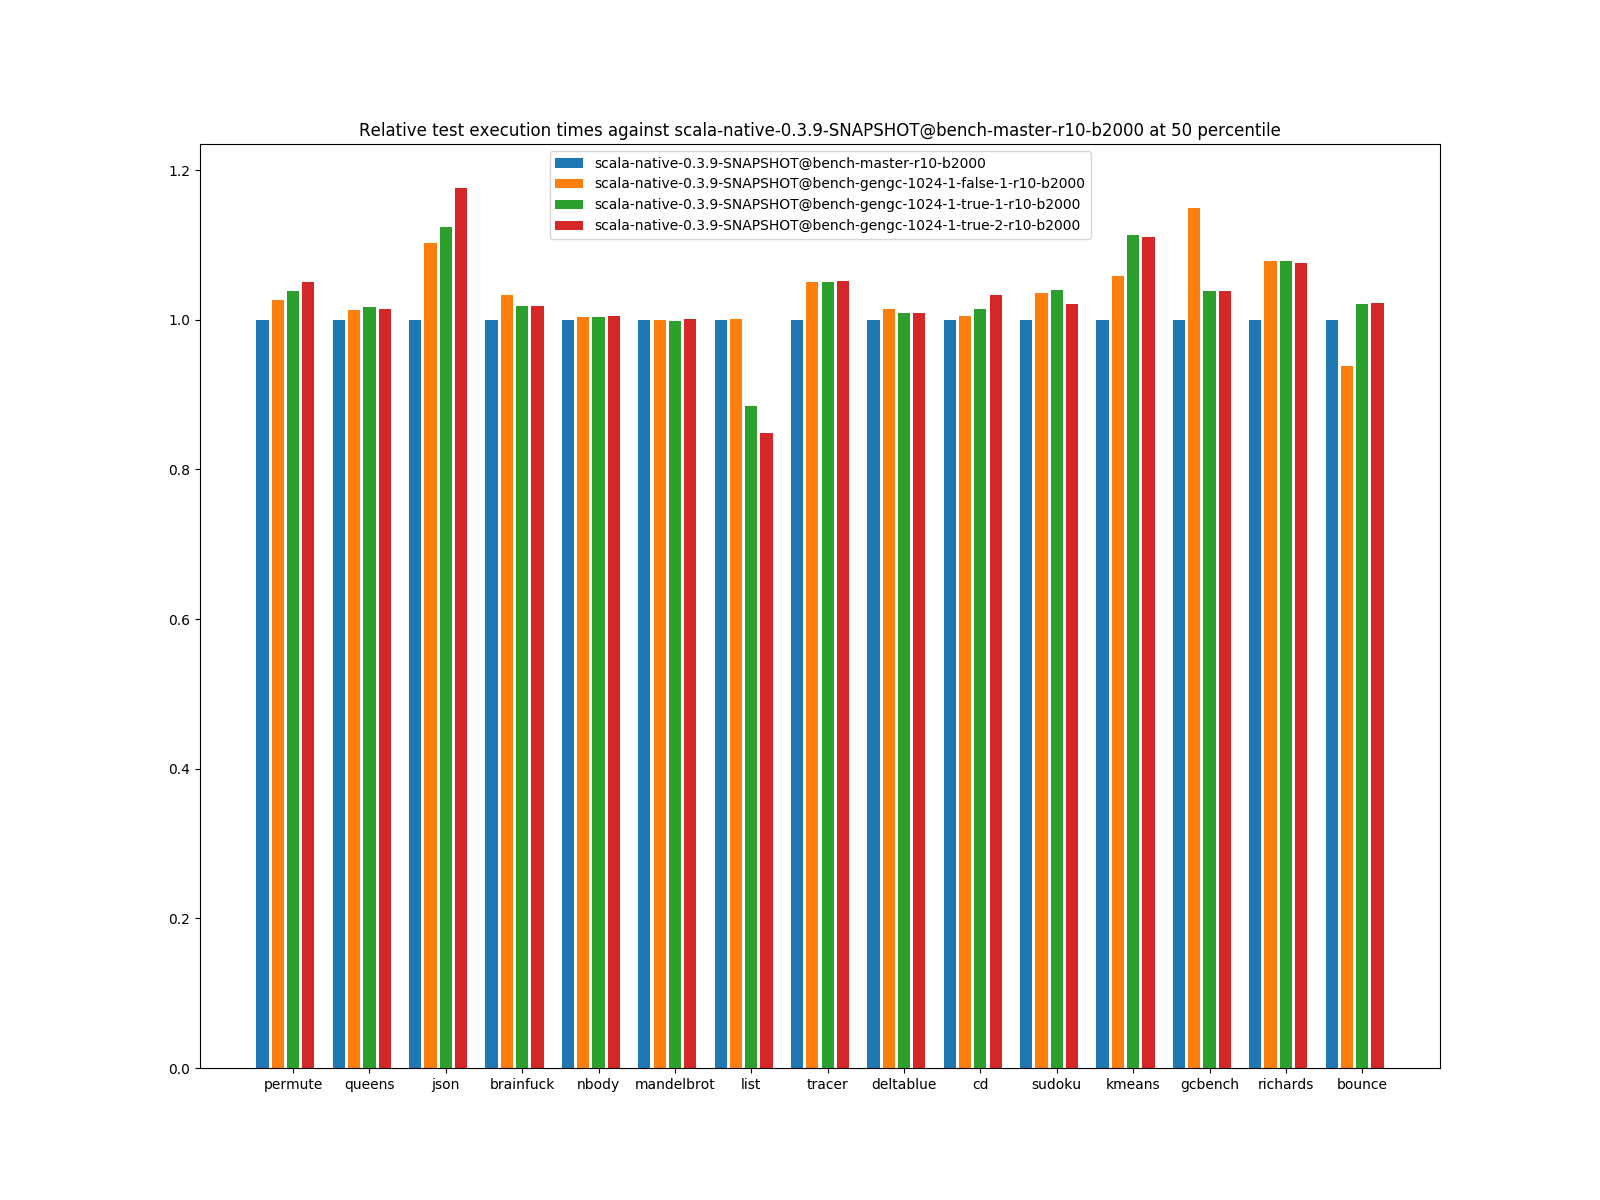 Relative test execution times against scala-native-0.3.9-SNAPSHOT@bench-master-r10-b2000 at 50 percentile
scala-native-0.3.9-SNAPSHOT@bench-master-r10-b2000
scala-native-0.3.9-SNAPSHOT@bench-gengc-1024-1-false-1-r10-b2000
scala-native-0.3.9-SNAPSHOT@bench-gengc-1024-1-true-1-r10-b2000
scala-native-0.3.9-SNAPSHOT@bench-gengc-1024-1-true-2-r10-b2000
1.2
1.0
0.8
0.6
0.4
0.2
0.0
permute queens json brainfuck nbody mandelbrot list tracer deltablue cd sudoku kmeans gcbench richards bounce